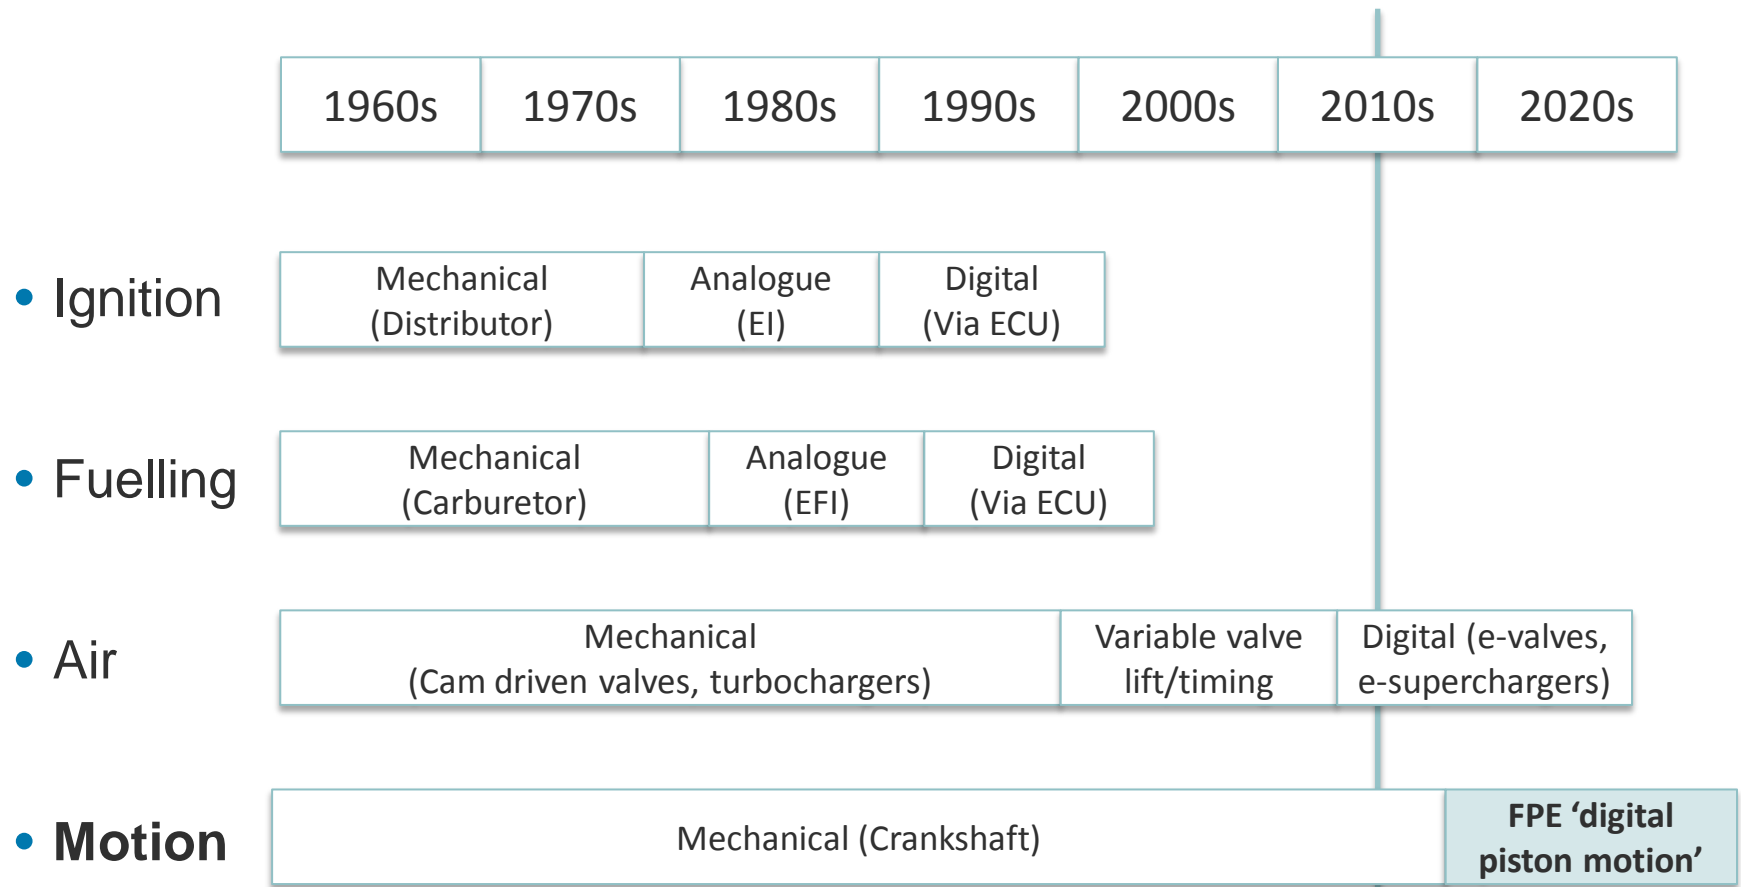 1960s 1970s 1980s 1990s 2000s 2010s 2020s
• Ignition
Mechanical
(Distributor)
Analogue
(EI)
Digital
(Via ECU)
• Fuelling
Mechanical
(Carburetor)
Analogue
(EFI)
Digital
(Via ECU)
• Air
Mechanical
(Cam driven valves, turbochargers)
Variable valve
lift/timing
Digital (e-valves,
e-superchargers)
• Motion
Mechanical (Crankshaft)
FPE ‘digital
piston motion’